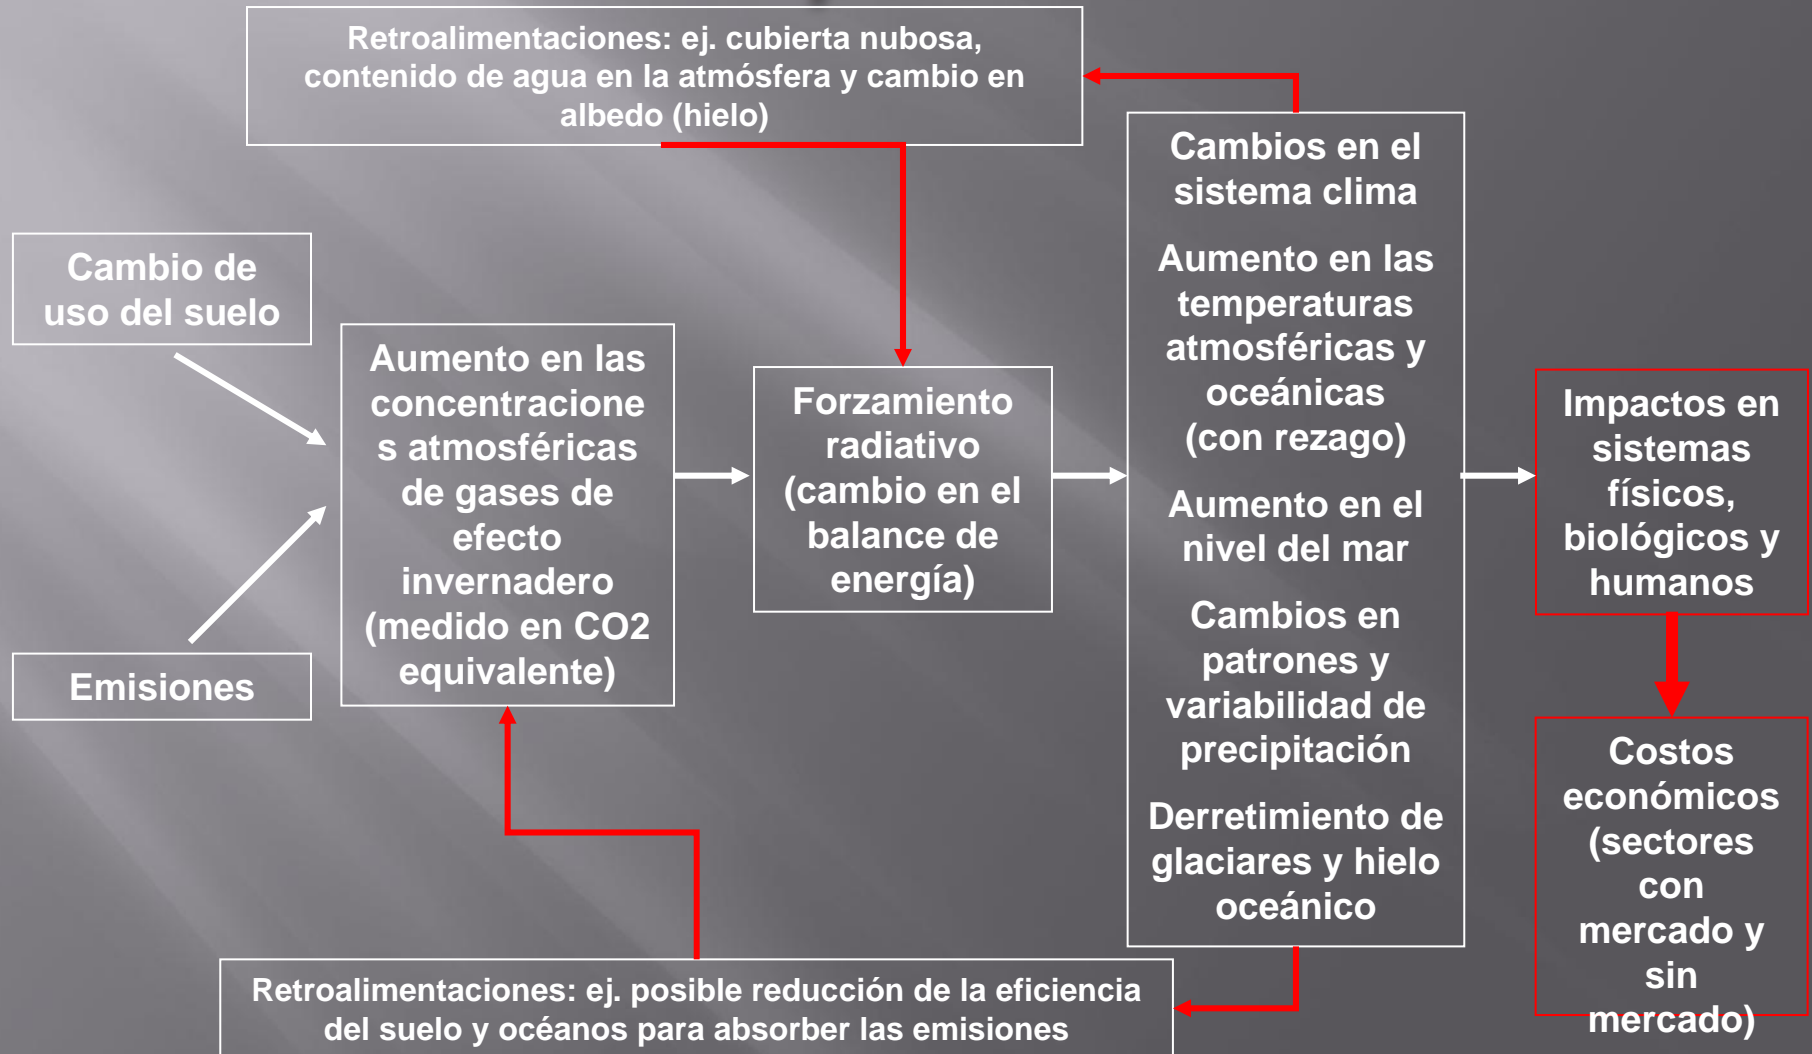 Retroalimentaciones: ej. cubierta nubosa,
contenido de agua en la atmósfera y cambio en
albedo (hielo)
Cambio de
uso del suelo
Emisiones
Aumento en las
concentracione
s atmosféricas
de gases de
efecto
invernadero
(medido en CO2
equivalente)
Forzamiento
radiativo
(cambio en el
balance de
energía)
Cambios en el
sistema clima
Aumento en las
temperaturas
atmosféricas y
oceánicas
(con rezago)
Aumento en el
nivel del mar
Cambios en
patrones y
variabilidad de
precipitación
Derretimiento de
glaciares y hielo
oceánico
Impactos en
sistemas
físicos,
biológicos y
humanos
Costos
económicos
(sectores
con
mercado y
sin
mercado)
Retroalimentaciones: ej. posible reducción de la eficiencia
del suelo y océanos para absorber las emisiones